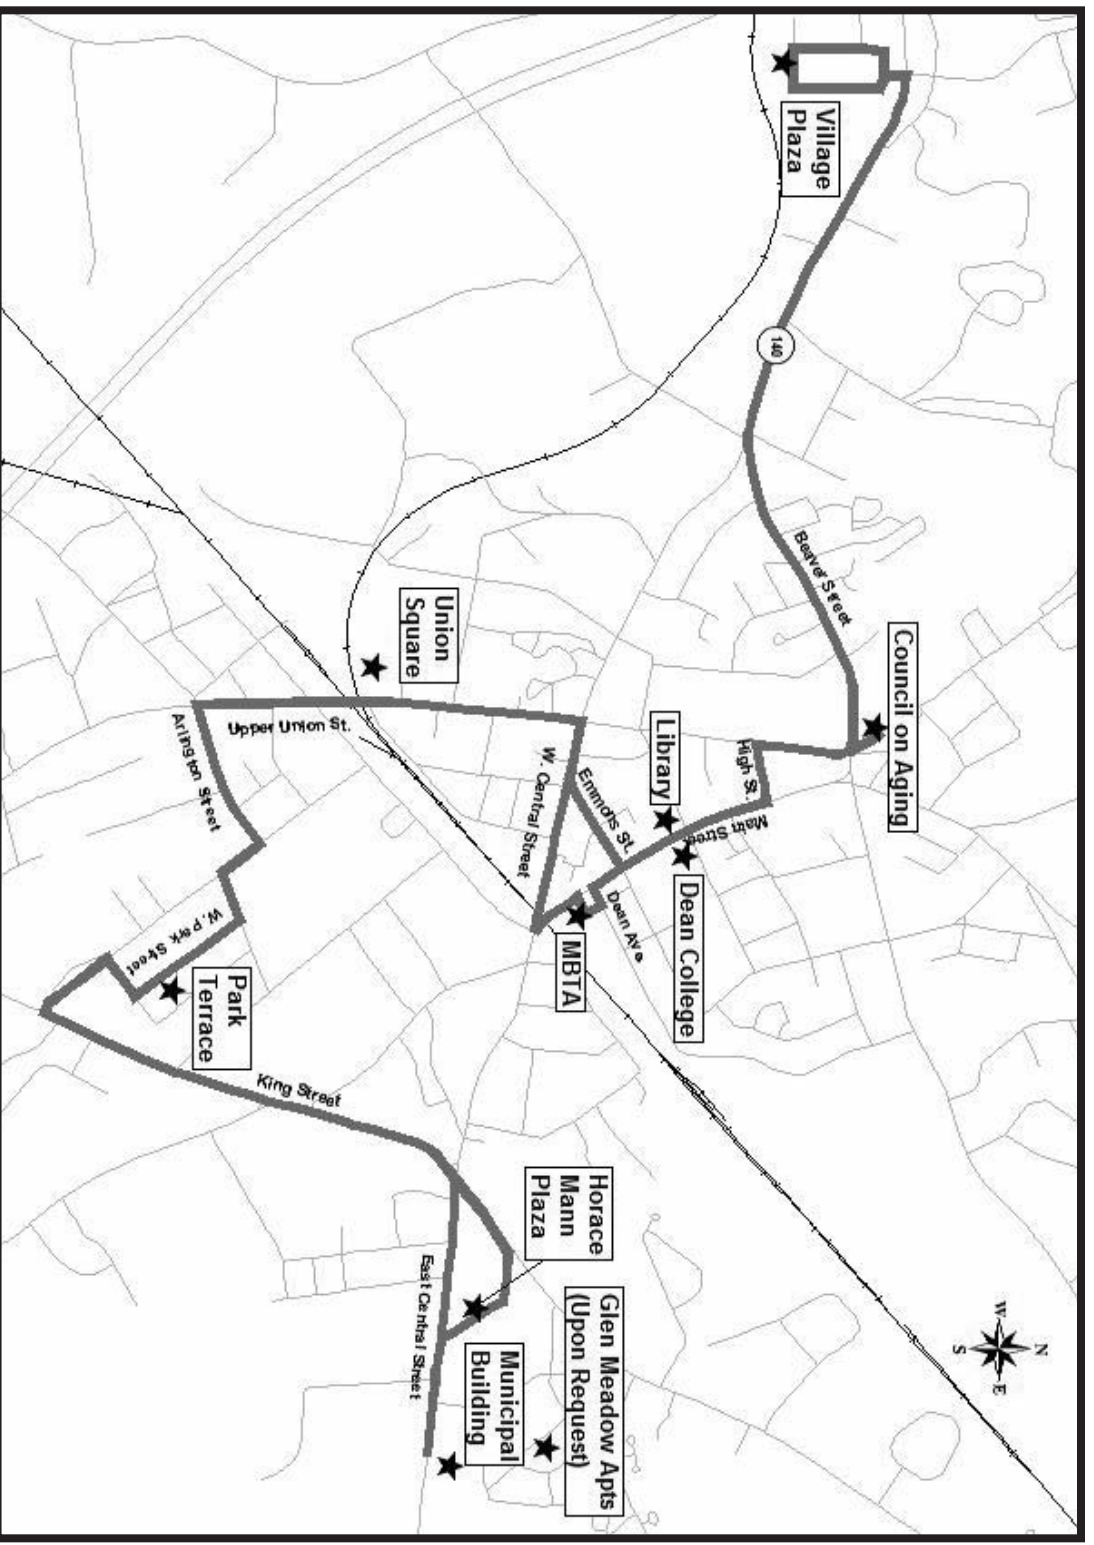 Village
Plaza
140
Beaver Street
Council on Aging
Union
Square
Upper Union St.
Arlington Street
W. Central Street
Emmons St.
High St.
Library
Main Street
Dean College
Dean Ave
MBTA
W. Park Street
Park
Terrace
King Street
Horace
Mann
Plaza
East Central Street
Glen Meadow Apts
(Upon Request)
Municipal
Building
N
W
E
S